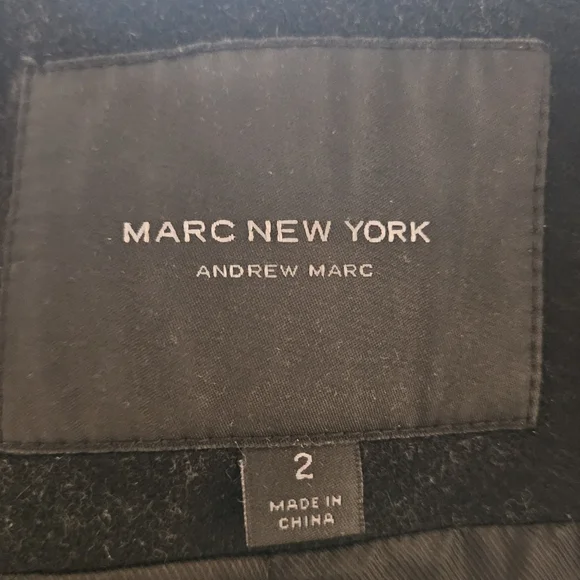 MARC NEW YORK
ANDREW MARC
2
MADE IN
CHINA